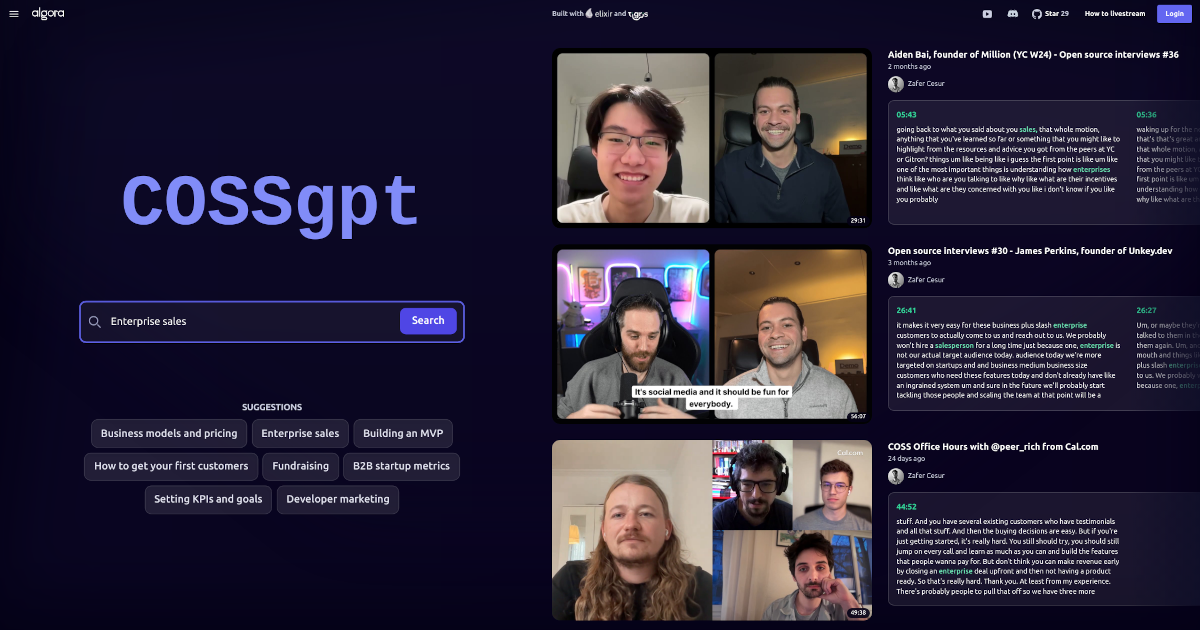 algora
Built with elixir and tigris
Star 29
How to livestream
Login
COSSgpt
Enterprise sales
Search
SUGGESTIONS
Business models and pricing
Enterprise sales
Building an MVP
How to get your first customers
Fundraising
B2B startup metrics
Setting KPIs and goals
Developer marketing
29:31
Aiden Bai, founder of Million (YC W24) - Open source interviews #36
2 months ago
Zafer Cesur
05:43
going back to what you said about you sales, that whole motion,
anything that you've learned so far or something that you might like to
highlight from the resources and advice you got from the peers at YC
or Gitron? things um like being like i guess the first point is like um like
one of the most important things is understanding how enterprises
think like who are you talking to like why like what are their incentives
and like what are they concerned with you like i don't know if you like
you probably
05:36
waking up for the
that's that's great
that whole motion
that you might like
from the peers at Y
first point is like um
understanding how
why like what are th
It's social media and it should be fun for
everybody.
56:07
Open source interviews #30 - James Perkins, founder of Unkey.dev
3 months ago
Zafer Cesur
26:41
it makes it very easy for these business plus slash enterprise
customers to actually come to us and reach out to us. We probably
won't hire a salesperson for a long time just because one, enterprise is
not our actual target audience today. audience today we're more
targeted on startups and and business medium business size
customers who need these features today and don't already have like
an ingrained system um and sure in the future we'll probably start
tackling those people and scaling the team at that point will be a
26:27
Um, or maybe they'r
talked to them in th
them again. Um, an
mouth and things li
plus slash enterpri
to us. We probably
because one, enter
Cal.com
49:38
COSS Office Hours with @peer_rich from Cal.com
24 days ago
Zafer Cesur
44:52
stuff. And you have several existing customers who have testimonials
and all that stuff. And then the buying decisions are easy. But if you're
just getting started, it's really hard. You still should try, you should still
jump on every call and learn as much as you can and build the features
that people wanna pay for. But don't think you can make revenue early
by closing an enterprise deal upfront and then not having a product
ready. So that's really hard. Thank you. At least from my experience.
There's probably people to pull that off so we have three more